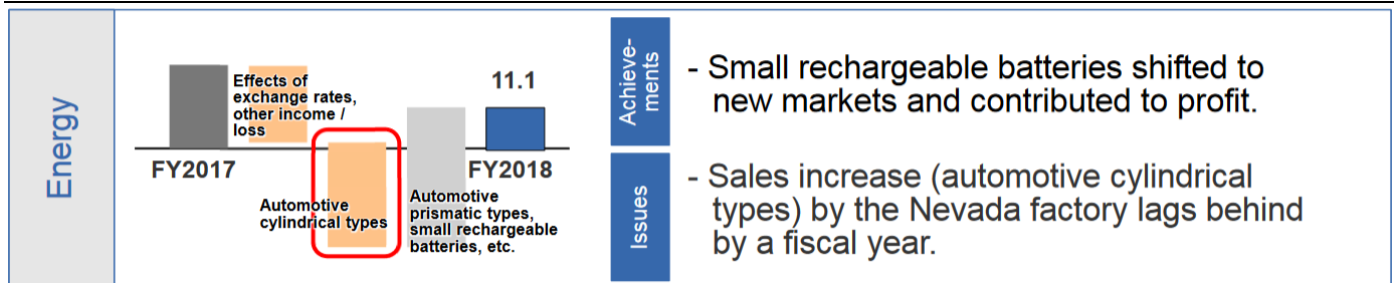 Energy
Effects of
exchange rates,
other income /
loss
11.1
FY2017
FY2018
Automotive
cylindrical types
Automotive
prismatic types,
small rechargeable
batteries, etc.
Achieve-
ments
- Small rechargeable batteries shifted to
new markets and contributed to profit.
Issues
- Sales increase (automotive cylindrical
types) by the Nevada factory lags behind
by a fiscal year.